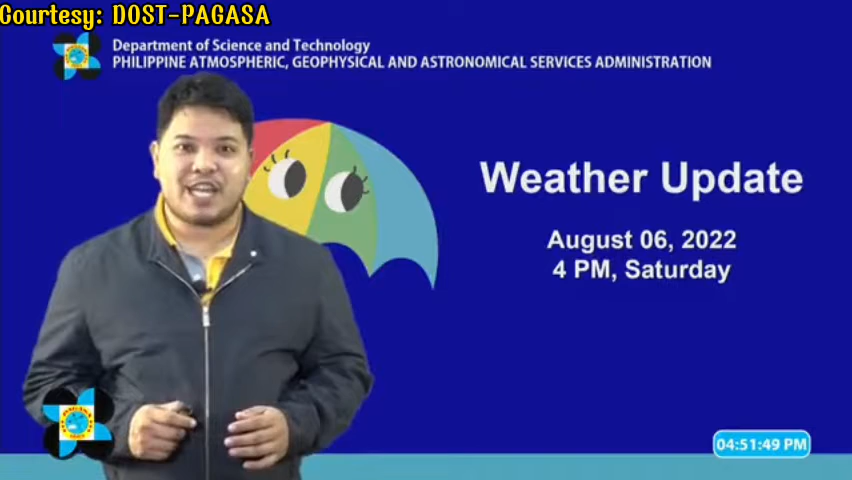 Courtesy: DOST-PAGASA
Department of Science and Technology
PHILIPPINE ATMOSPHERIC, GEOPHYSICAL AND ASTRONOMICAL SERVICES ADMINISTRATION
Weather Update
August 06, 2022
4 PM, Saturday
04:51:49 PM